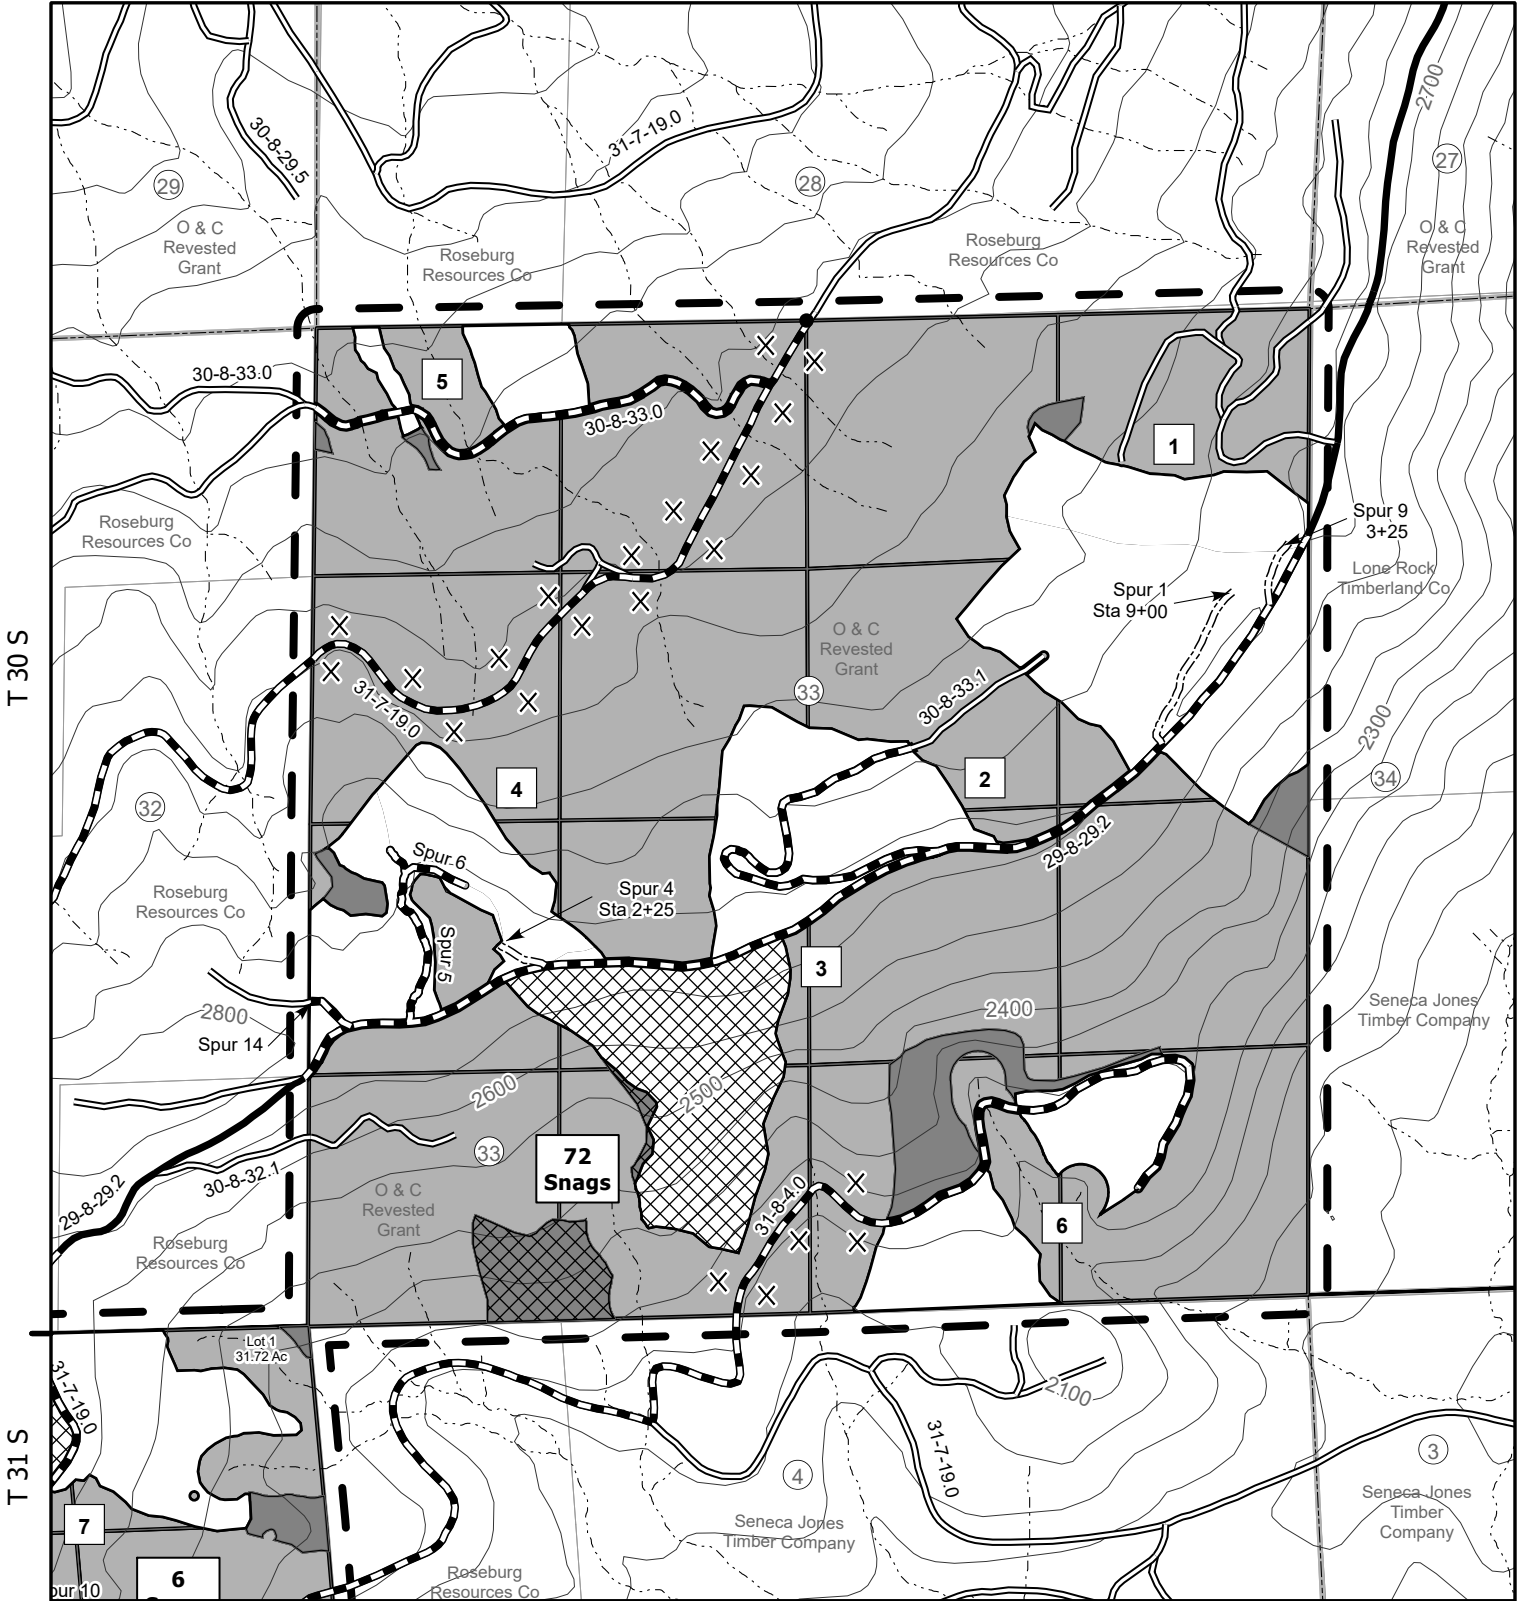 2700
30-8-29.5
31-7-19.0
27
29
28
O & C
Revested
Grant
Roseburg
Resources Co
Roseburg
Resources Co
O & C
Revested
Grant
30-8-33.0
5
30-8-33.0
1
Roseburg
Resources Co
Spur 9
3+25
Lone Rock
Timberland Co
Spur 1
Sta 9+00
T 30 S
O & C
Revested
Grant
33
31-7-19.0
30-8-33.1
2300
4
2
34
32
29-8-29.2
Spur 6
Spur 4
Sta 2+25
Roseburg
Resources Co
Spur 5
3
2800
Spur 14
2400
Seneca Jones
Timber Company
2600
2500
33
72
Snags
30-8-32.1
29-8-29.2
O & C
Revested
Grant
31-8-4.0
6
Roseburg
Resources Co
Lot 1
31.72 Ac
31-7-19.0
2100
T 31 S
31-7-19.0
4
3
Seneca Jones
Timber
Company
Seneca Jones
Timber Company
7
6
Roseburg
Resources Co
pur 10